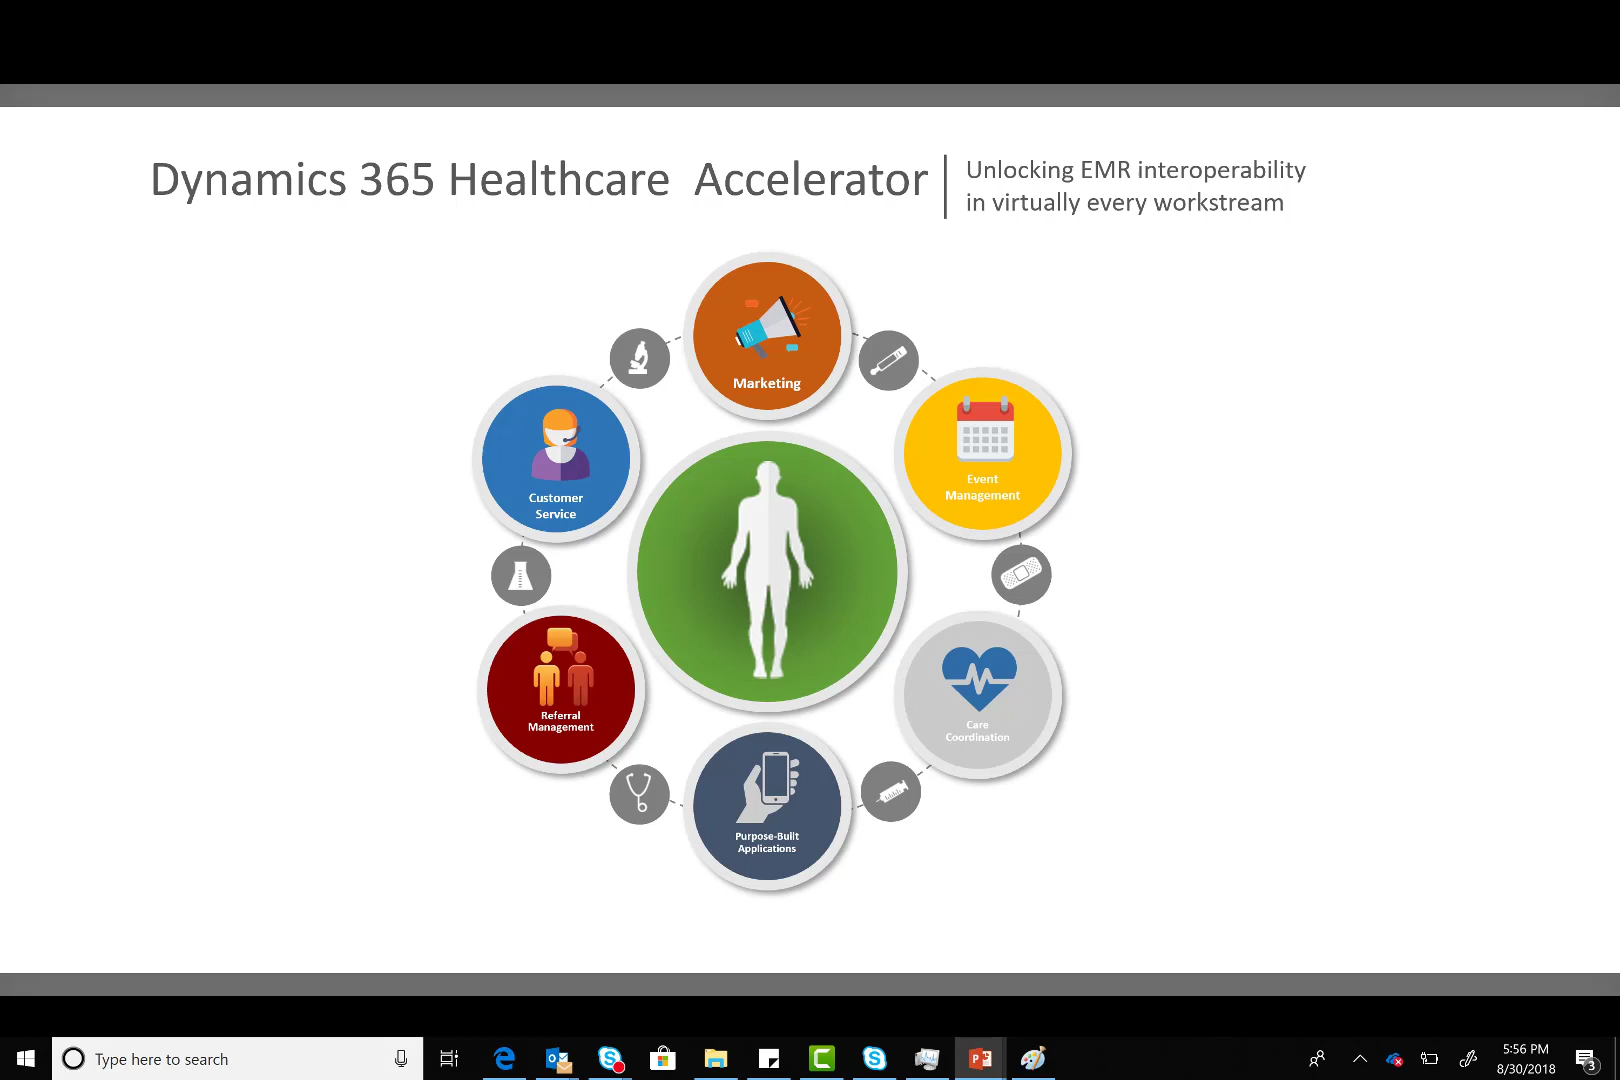 Dynamics 365 Healthcare  Accelerator
Unlocking EMR interoperability
in virtually every workstream
Marketing
Event
Management
Customer
Service
Care
Coordination
Referral
Management
Purpose-Built
Applications
Type here to search
5:56 PM
8/30/2018
3